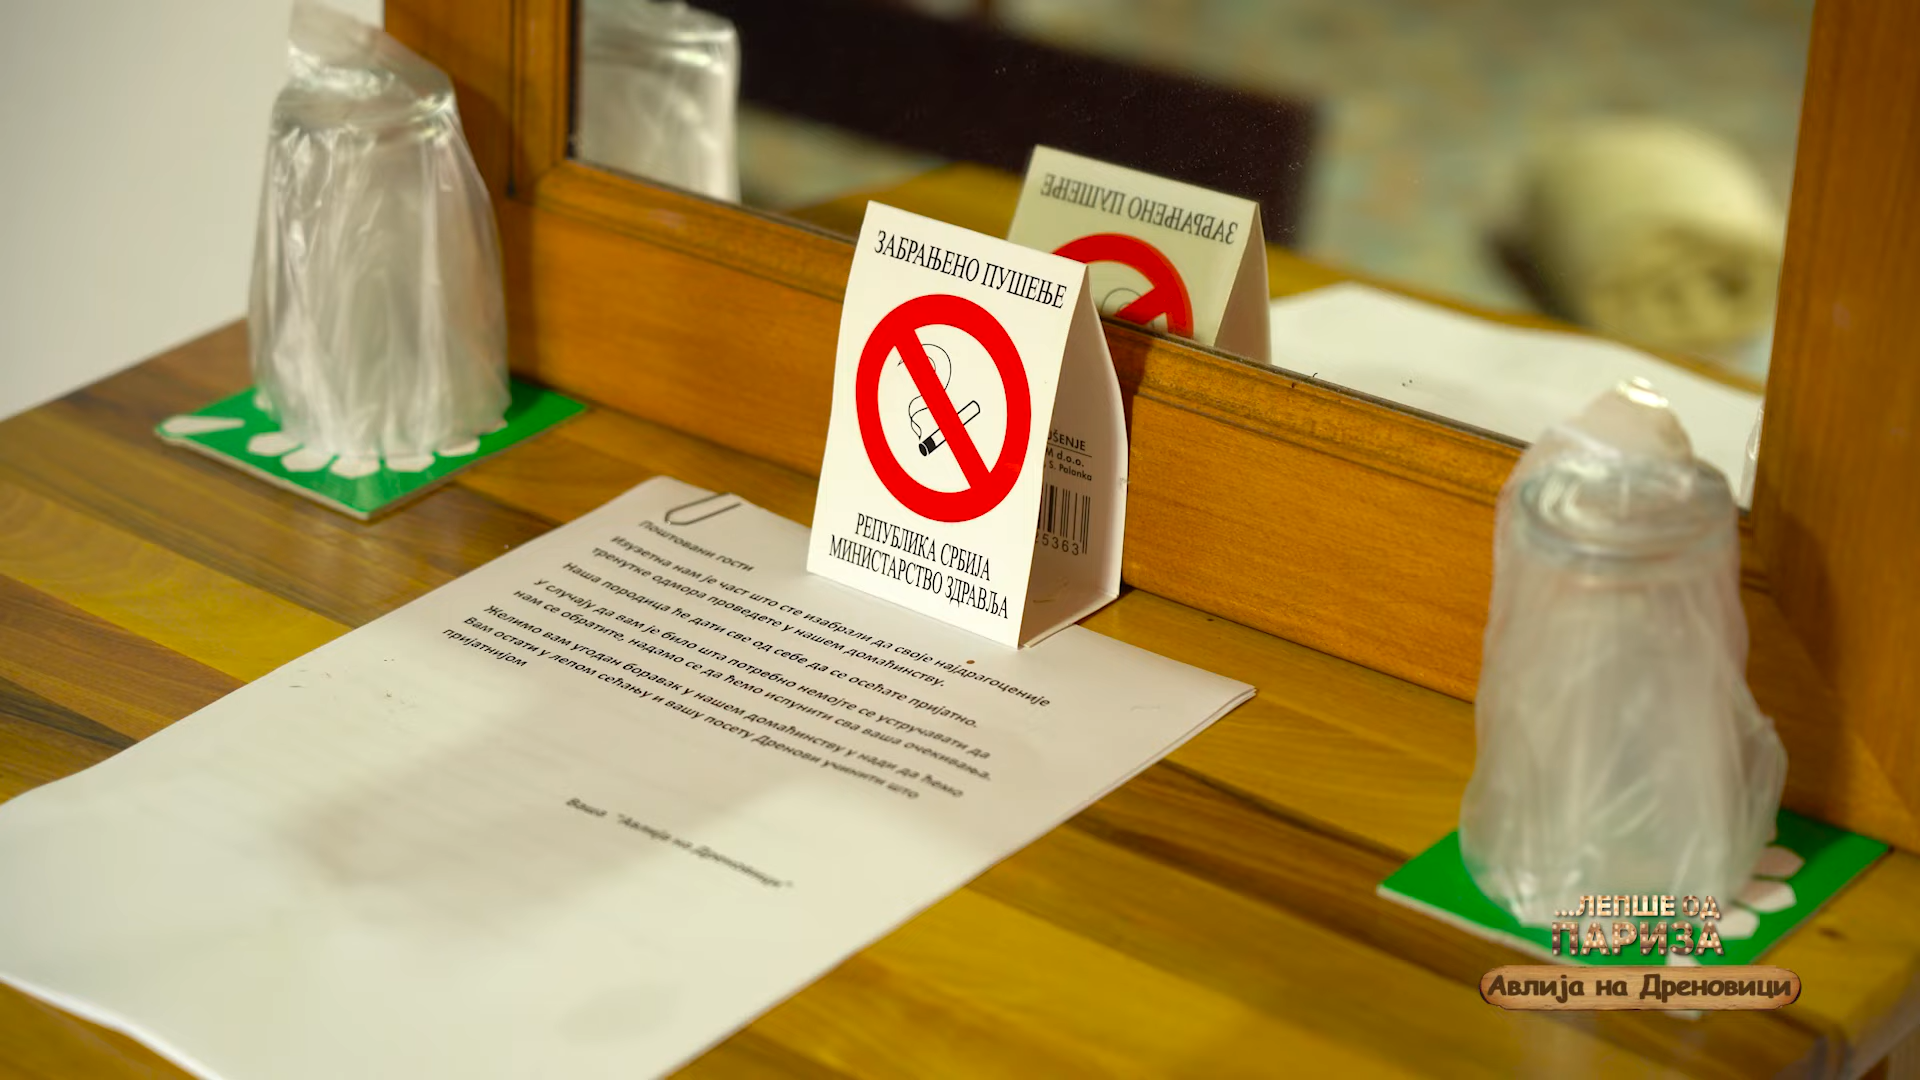 ЗАБРАЊЕНО ПУШЕЊЕ
РЕПУБЛИКА СРБИЈА
МИНИСТАРСТВО ЗДРАВЉА
ЗАБРАЊЕНО ПУШЕЊЕ
UŠENJE
M d.o.o.
S. Palanka
25363
Поштовани гости
Изузетна нам је част што сте изабрали да своје најдрагоценије
тренутке одмора проведете у нашем домаћинству.
Наша породица ће дати све од себе да се осећате пријатно.
У случају да вам је било шта потребно немојте се устручавати да
нам се обратите, надамо се да ћемо испунити сва ваша очекивања.
Желимо вам угодан боравак у нашем домаћинству у нади да ћемо
Вам остати у лепом сећању и вашу посету Дренови учинити што
пријатнијом
Ваша "Авлија на Дреновици"
...ЛЕПШЕ ОД
ПАРИЗА
Авлија на Дреновици